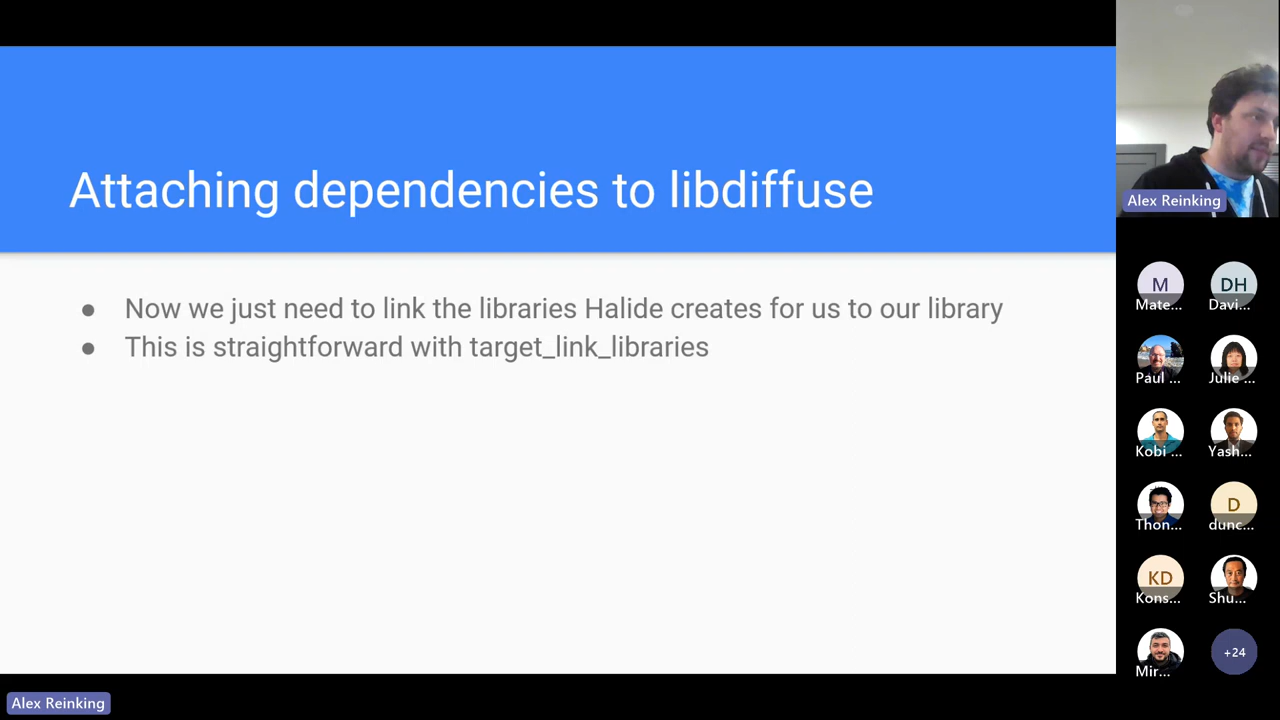 Attaching dependencies to libdiffuse
● Now we just need to link the libraries Halide creates for us to our library
● This is straightforward with target_link_libraries
Alex Reinking
M
DH
Mate...
Davi...
Paul ...
Julie ...
Kobi ...
Yash...
D
Thon...
dunc...
KD
Kons...
Shu...
Mir...
+24
Alex Reinking